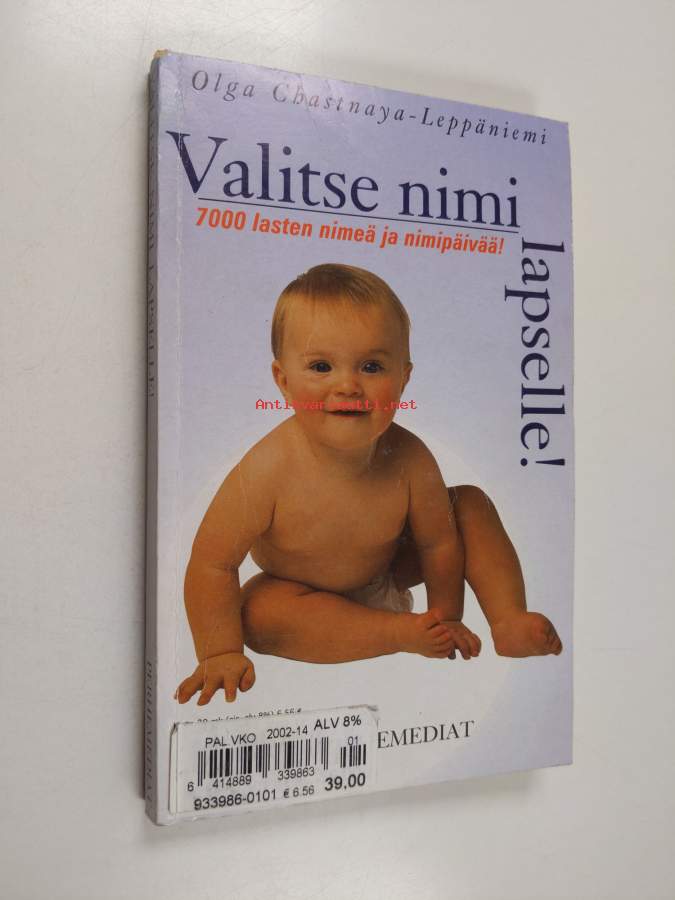 Olga Chastnaya-Leppäniemi
Valitse nimi
lapselle!
7000 lasten nimeä ja nimipäivää!
Antikvariaatti.net
PAL VKO 2002-14 ALV 8%
01
6 414889 339863
933986-0101 € 6.56 39,00
EMEDIAT